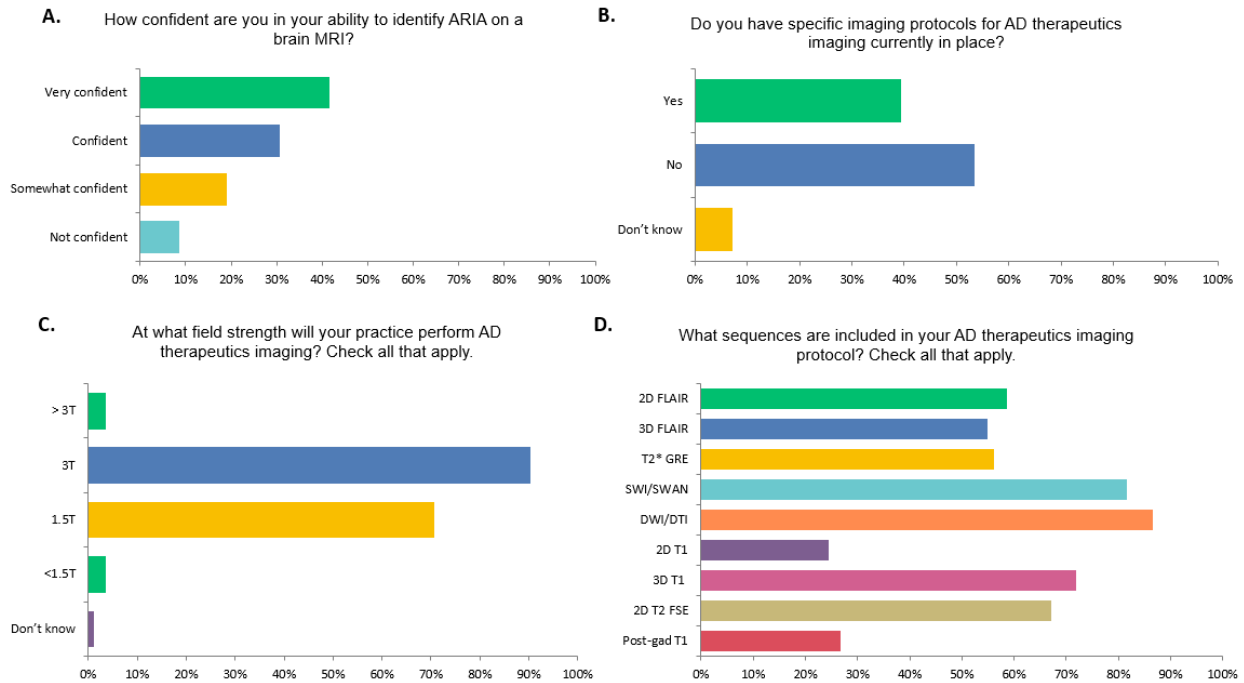 A.
How confident are you in your ability to identify ARIA on a
brain MRI?
Very confident
Confident
Somewhat confident
Not confident
0% 10% 20% 30% 40% 50% 60% 70% 80% 90% 100%
B.
Do you have specific imaging protocols for AD therapeutics
imaging currently in place?
Yes
No
Don't know
0% 10% 20% 30% 40% 50% 60% 70% 80% 90% 100%
C.
At what field strength will your practice perform AD
therapeutics imaging? Check all that apply.
> 3T
3T
1.5T
<1.5T
Don't know
0% 10% 20% 30% 40% 50% 60% 70% 80% 90% 100%
D.
What sequences are included in your AD therapeutics imaging
protocol? Check all that apply.
2D FLAIR
3D FLAIR
T2* GRE
SWI/SWAN
DWI/DTI
2D T1
3D T1
2D T2 FSE
Post-gad T1
0% 10% 20% 30% 40% 50% 60% 70% 80% 90% 100%